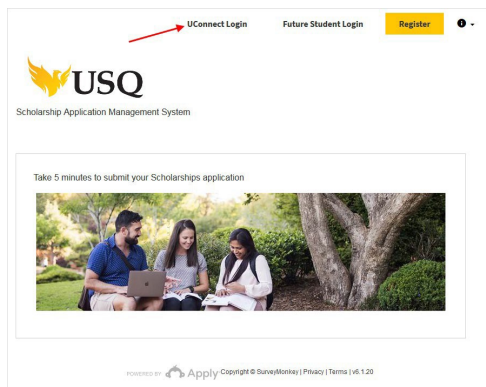 UConnect Login Future Student Login Register
USQ
Scholarship Application Management System
Take 5 minutes to submit your Scholarships application
POWERED BY Apply Copyright © SurveyMonkey | Privacy | Terms | v6.1.20